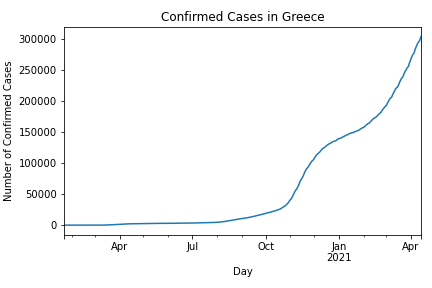 Confirmed Cases in Greece
Number of Confirmed Cases
300000
250000
200000
150000
100000
50000
0
Apr
Jul
Oct
Jan
2021
Apr
Day